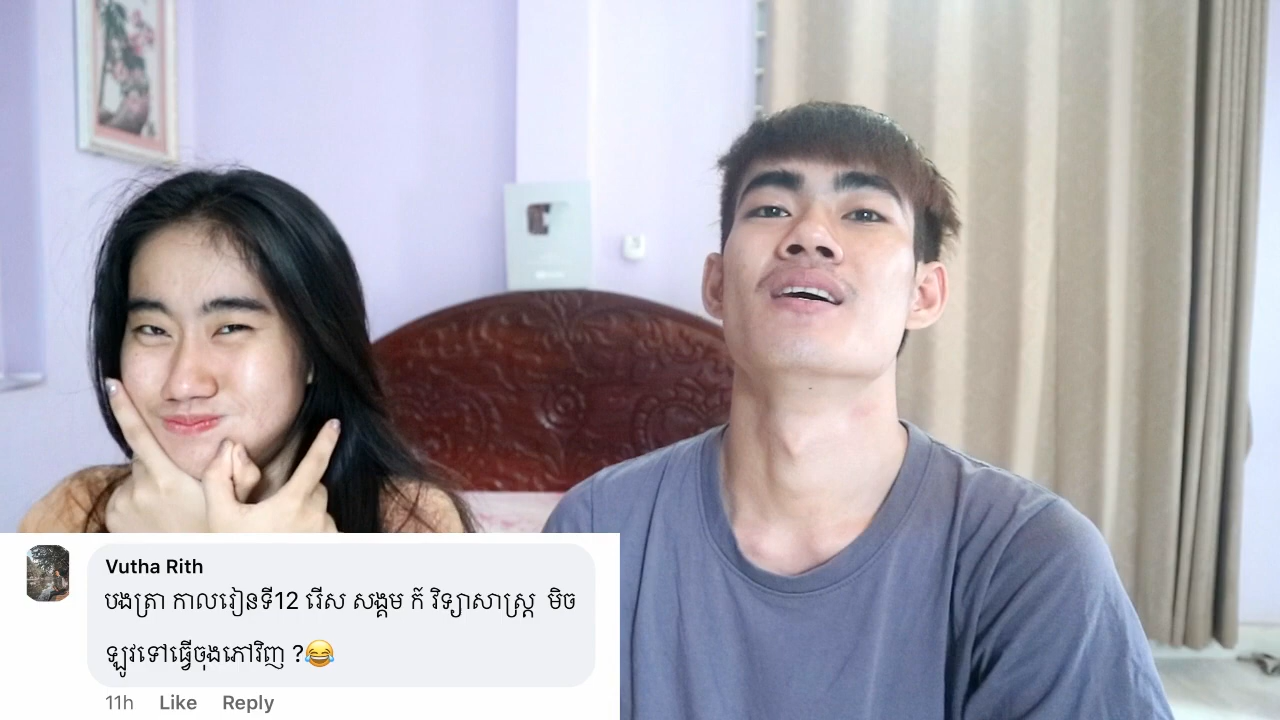 Vutha Rith
បងត្រា កាលរៀនទី12 រើស សង្គម ក៏ វិទ្យាសាស្ត្រ មិច
ឡូវទៅធ្វើចុងភៅវិញ ?😂
11h Like Reply